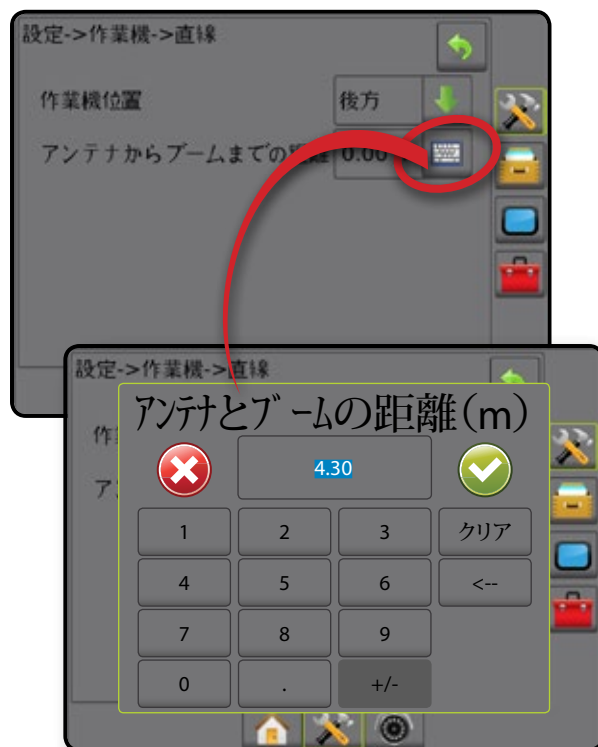 設定->作業機->直線
作業機位置 後方
アンテナからブームまでの 0.00
設定->作業機->直線
アンテナとブームの距離(m)
作
ア
4.30
1 2 3 クリア
4 5 6 <--
7 8 9
0 . +/-